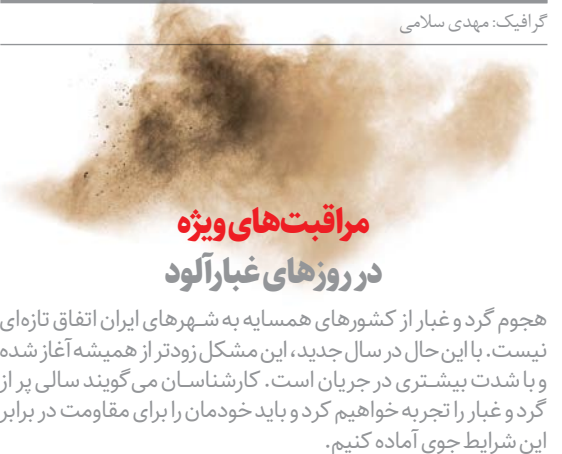 گرافیک: مهدی سلامی
مراقبت‌های ویژه
در روزهای غبارآلود
هجوم گرد و غبار از کشورهای همسایه به شـهرهای ایران اتفاق تازه‌ای
نیست. با این حال در سال جدید، این مشکل زودتر از همیشه آغاز شده
و با شدت بیشـتری در جریان است. کارشناسـان می‌گویند سالی پر از
گرد و غبار را تجربه خواهیم کرد و باید خودمان را برای مقاومت در برابر
این شرایط جوی آماده کنیم.